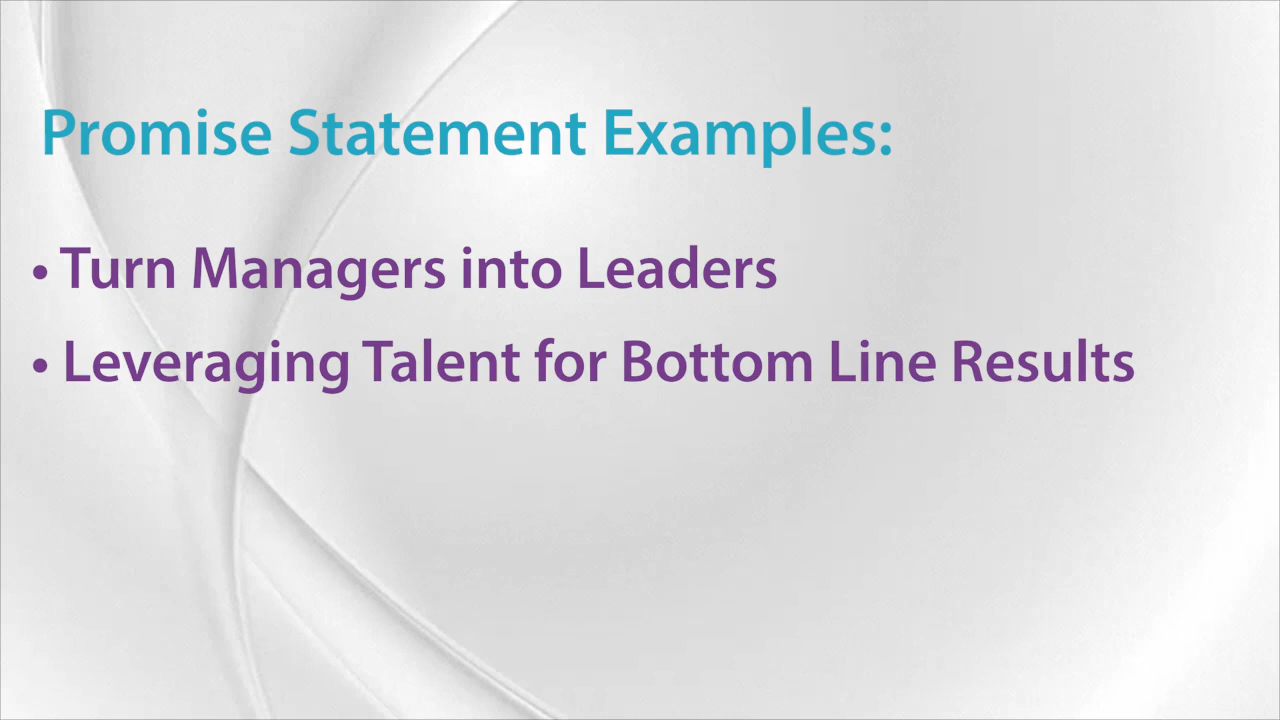 Promise Statement Examples:
• Turn Managers into Leaders
• Leveraging Talent for Bottom Line Results